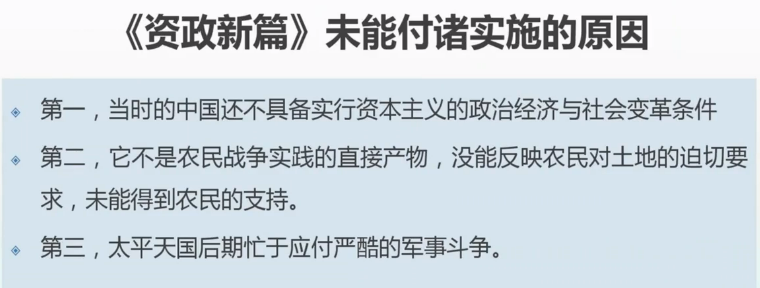 《资政新篇》未能付诸实施的原因
第一，当时的中国还不具备实行资本主义的政治经济与社会变革条件
第二，它不是农民战争实践的直接产物，没能反映农民对土地的迫切要
求，未能得到农民的支持。
第三，太平天国后期忙于应付严酷的军事斗争。